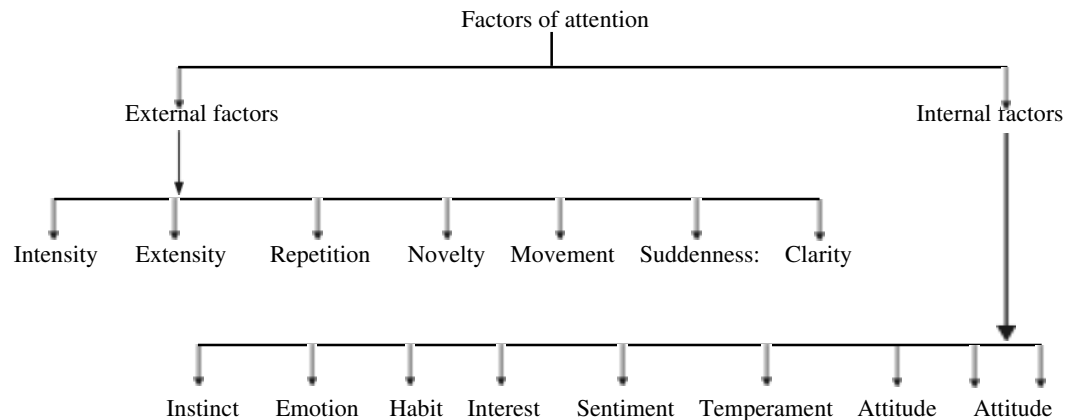 Factors of attention
External factors Internal factors
Intensity Extensity Repetition Novelty Movement Suddenness: Clarity
Instinct Emotion Habit Interest Sentiment Temperament Attitude Attitude